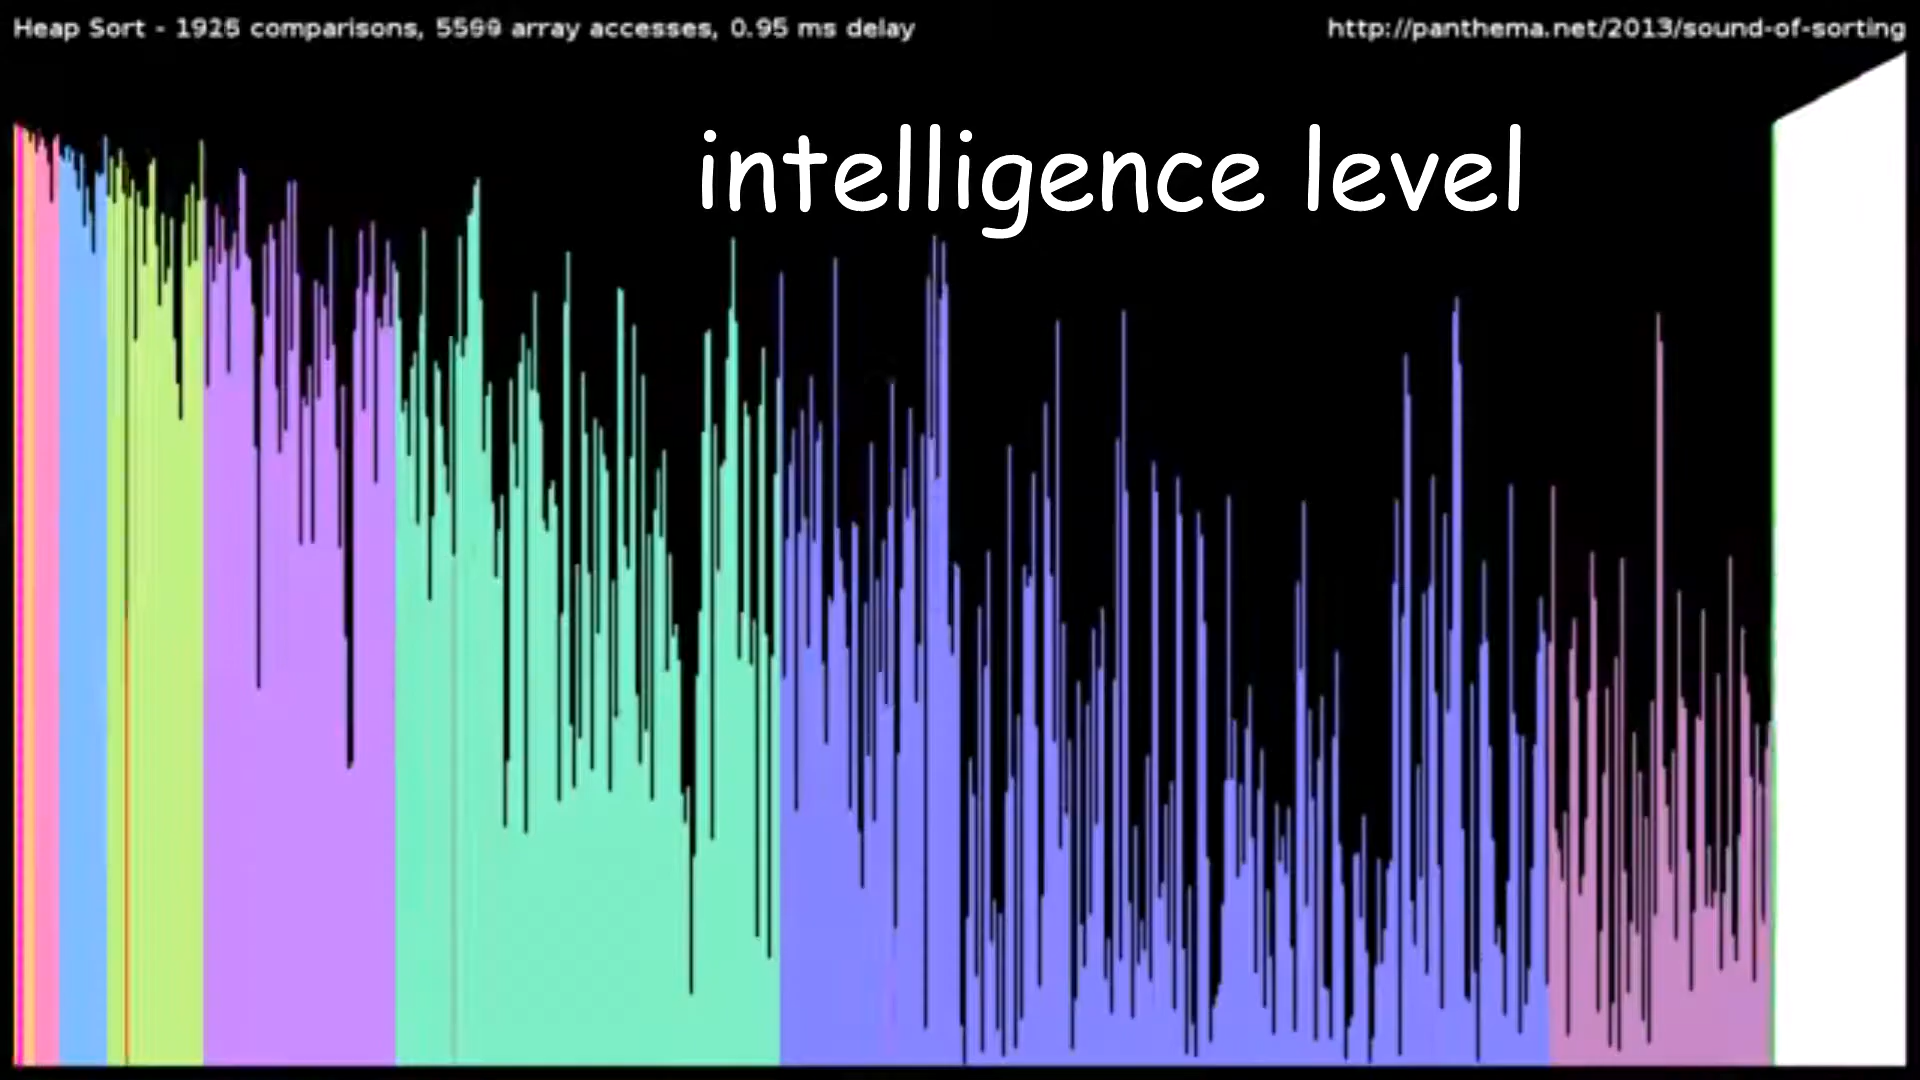 Heap Sort - 1925 comparisons, 5599 array accesses, 0.95 ms delay
http://panthema.net/2013/sound-of-sorting
intelligence level